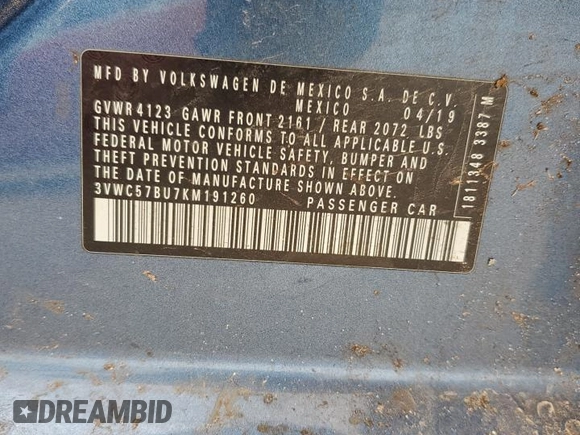 MFD BY VOLKSWAGEN DE MEXICO S.A. DE C.V.
MEXICO 04/19
GVWR 4123 GAWR FRONT 2161 / REAR 2072 LBS
THIS VEHICLE CONFORMS TO ALL APPLICABLE U.S.
FEDERAL MOTOR VEHICLE SAFETY, BUMPER AND
THEFT PREVENTION STANDARDS IN EFFECT ON
THE DATE OF MANUFACTURE SHOWN ABOVE.
3VWC57BU7KM191260 PASSENGER CAR
1811348 3387 M
DREAMBID